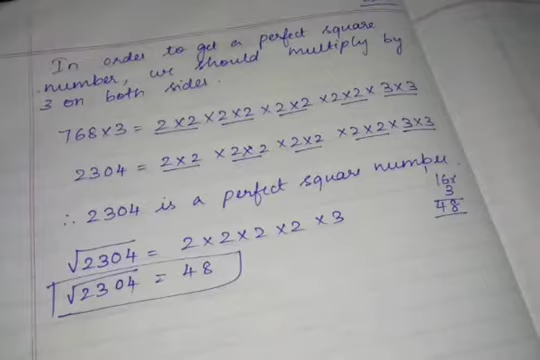 In order to get a perfect square
number, we should multiply by
3 on both sides.
768×3 = 2×2×2×2×2×2×2×2×3×3
2304 = 2×2×2×2×2×2×2×2×3×3
∴ 2304 is a perfect square number.
16×
3
48
√2304 = 2×2×2×2×3
√2304 = 48